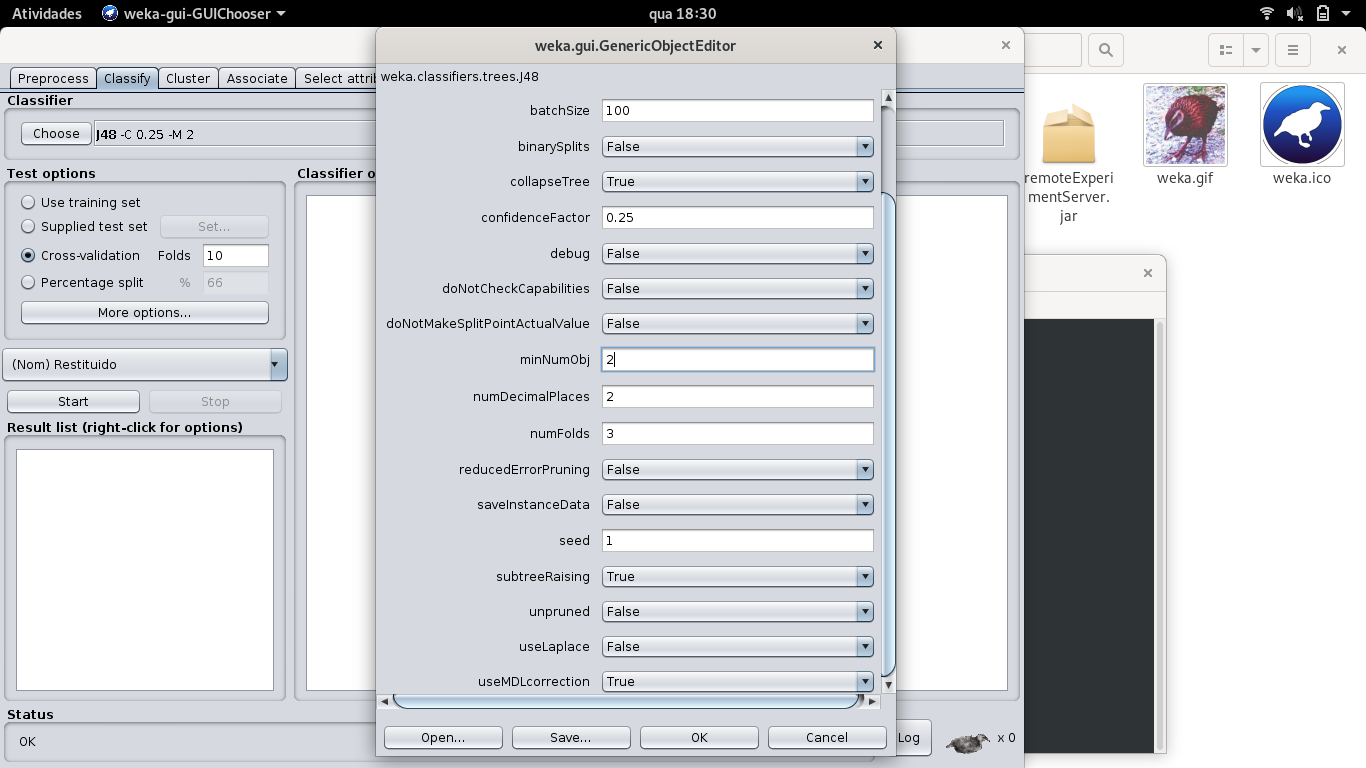 Atividades
weka-gui-GUIChooser
qua 18:30
weka.gui.GenericObjectEditor
Preprocess
Classify
Cluster
Associate
Select attrib
Classifier
Choose
J48 -C 0.25 -M 2
Test options
Use training set
Supplied test set
Set...
Cross-validation Folds 10
Percentage split % 66
More options...
(Nom) Restituido
Start
Stop
Result list (right-click for options)
Status
OK
Classifier o
weka.classifiers.trees.J48
batchSize 100
binarySplits False
collapseTree True
confidenceFactor 0.25
debug False
doNotCheckCapabilities False
doNotMakeSplitPointActualValue False
minNumObj 2
numDecimalPlaces 2
numFolds 3
reducedErrorPruning False
saveInstanceData False
seed 1
subtreeRaising True
unpruned False
useLaplace False
useMDLcorrection True
Open...
Save...
OK
Cancel
Log
x 0
remoteExperi
mentServer.
jar
weka.gif
weka.ico